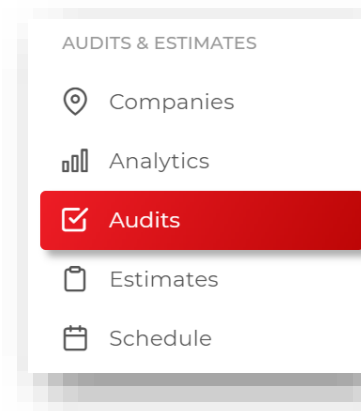 AUDITS & ESTIMATES
Companies
Analytics
Audits
Estimates
Schedule